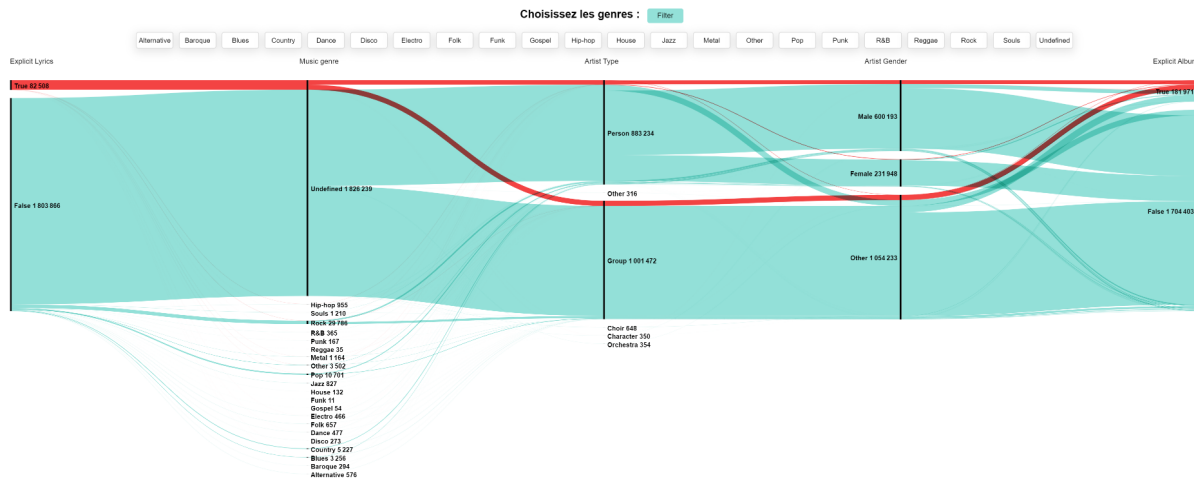 Choisissez les genres : Filter
Alternative Baroque Blues Country Dance Disco Electro Folk Funk Gospel Hip-hop House Jazz Metal Other Pop Punk R&B Reggae Rock Souls Undefined
Explicit Lyrics Music genre Artist Type Artist Gender Explicit Album
True 82 508
True 181 971
Male 600 193
Person 883 234
Female 231 948
Undefined 1 826 239
Other 316
False 1 803 866
False 1 704 403
Other 1 054 233
Group 1 001 472
Hip-hop 955
Souls 1 210
Rock 29 786
Choir 648
R&B 365
Character 350
Punk 167
Orchestra 354
Reggae 35
Metal 1 164
Other 3 502
Pop 10 701
Jazz 827
House 132
Funk 11
Gospel 54
Electro 466
Folk 657
Dance 477
Disco 273
Country 5 227
Blues 3 256
Baroque 294
Alternative 576